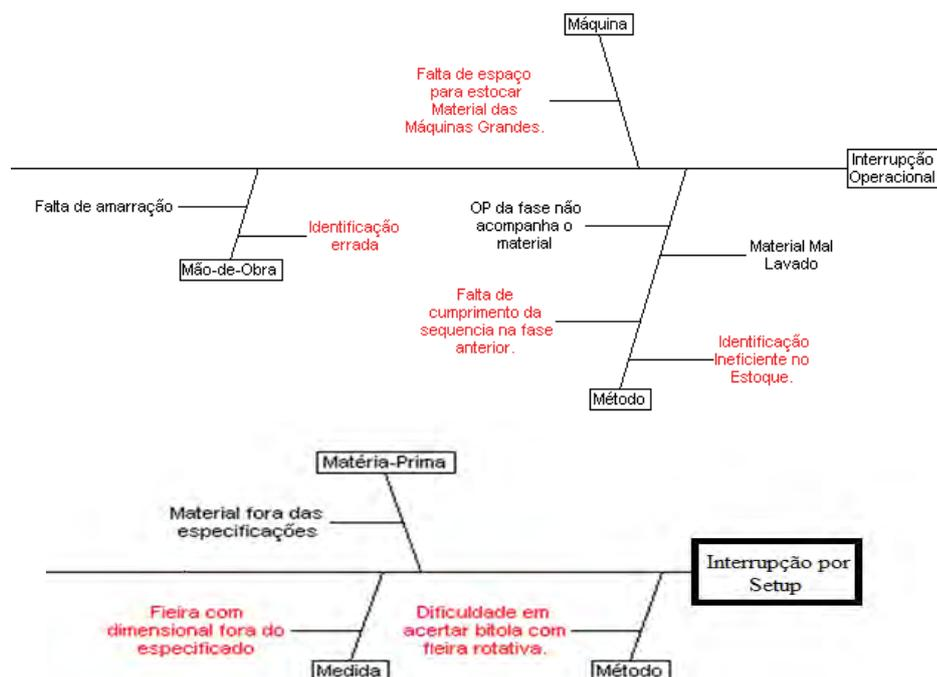 Máquina
Falta de espaço
para estocar
Material das
Máquinas Grandes.
Interrupção
Operacional
Falta de amarração
Identificação
errada
Mão-de-Obra
OP da fase não
acompanha o
material
Material Mal
Lavado
Falta de
cumprimento da
sequencia na fase
anterior.
Identificação
Ineficiente no
Estoque.
Método
Matéria-Prima
Material fora das
especificações
Interrupção por
Setup
Fieira com
dimensional fora do
especificado
Medida
Dificuldade em
acertar bitola com
fieira rotativa.
Método